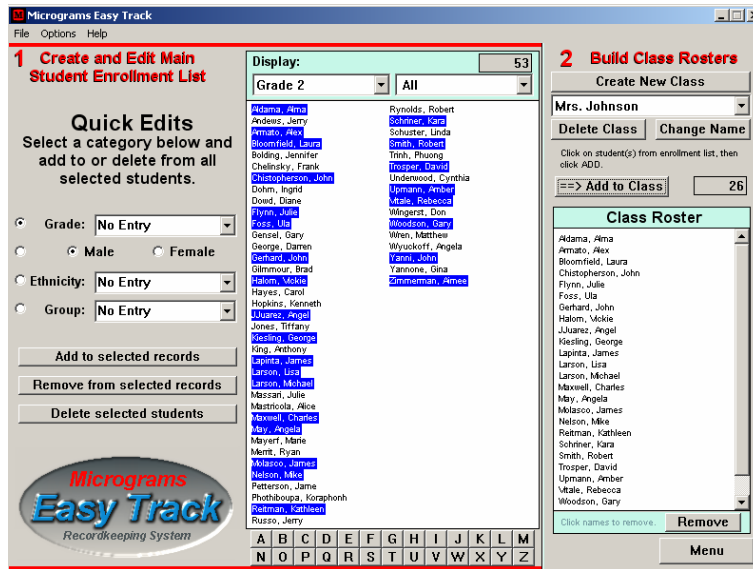 Micrograms Easy Track
File Options Help
1 Create and Edit Main
Student Enrollment List
Quick Edits
Select a category below and
add to or delete from all
selected students.
Grade: No Entry
Male Female
Ethnicity: No Entry
Group: No Entry
Add to selected records
Remove from selected records
Delete selected students
Micrograms
Easy Track
Recordkeeping System
Display: 53
Grade 2 All
Aldama, Alma
Andews, Jerry
Armato, Alex
Bloomfield, Laura
Bolding, Jennifer
Chelinsky, Frank
Chistopherson, John
Dohm, Ingrid
Dowd, Diane
Flynn, Julie
Foss, Ula
Gensel, Gary
George, Darren
Gerhard, John
Gilmmour, Brad
Halom, Vickie
Hayes, Carol
Hopkins, Kenneth
JJuarez, Angel
Jones, Tiffany
Kiesling, George
King, Anthony
Lapinta, James
Larson, Lisa
Larson, Michael
Massari, Julie
Mastricola, Alice
Maxwell, Charles
May, Angela
Mayerf, Marie
Merrit, Ryan
Molasco, James
Nelson, Mike
Petterson, Jame
Phothiboupa, Koraphonh
Reitman, Kathleen
Russo, Jerry
Rynolds, Robert
Schriner, Kara
Schuster, Linda
Smith, Robert
Trinh, Phuong
Trosper, David
Underwood, Cynthia
Upmann, Amber
Vitale, Rebecca
Wingerst, Don
Woodson, Gary
Wren, Matthew
Wyuckoff, Angela
Yanni, John
Yannone, Gina
Zimmerman, Aimee
A B C D E F G H I J K L M
N O P Q R S T U V W X Y Z
2 Build Class Rosters
Create New Class
Mrs. Johnson
Delete Class Change Name
Click on student(s) from enrollment list, then
click ADD.
==> Add to Class 26
Class Roster
Aldama, Alma
Armato, Alex
Bloomfield, Laura
Chistopherson, John
Flynn, Julie
Foss, Ula
Gerhard, John
Halom, Vickie
JJuarez, Angel
Kiesling, George
Lapinta, James
Larson, Lisa
Larson, Michael
Maxwell, Charles
May, Angela
Molasco, James
Nelson, Mike
Reitman, Kathleen
Schriner, Kara
Smith, Robert
Trosper, David
Upmann, Amber
Vitale, Rebecca
Woodson, Gary
Click names to remove. Remove
Menu